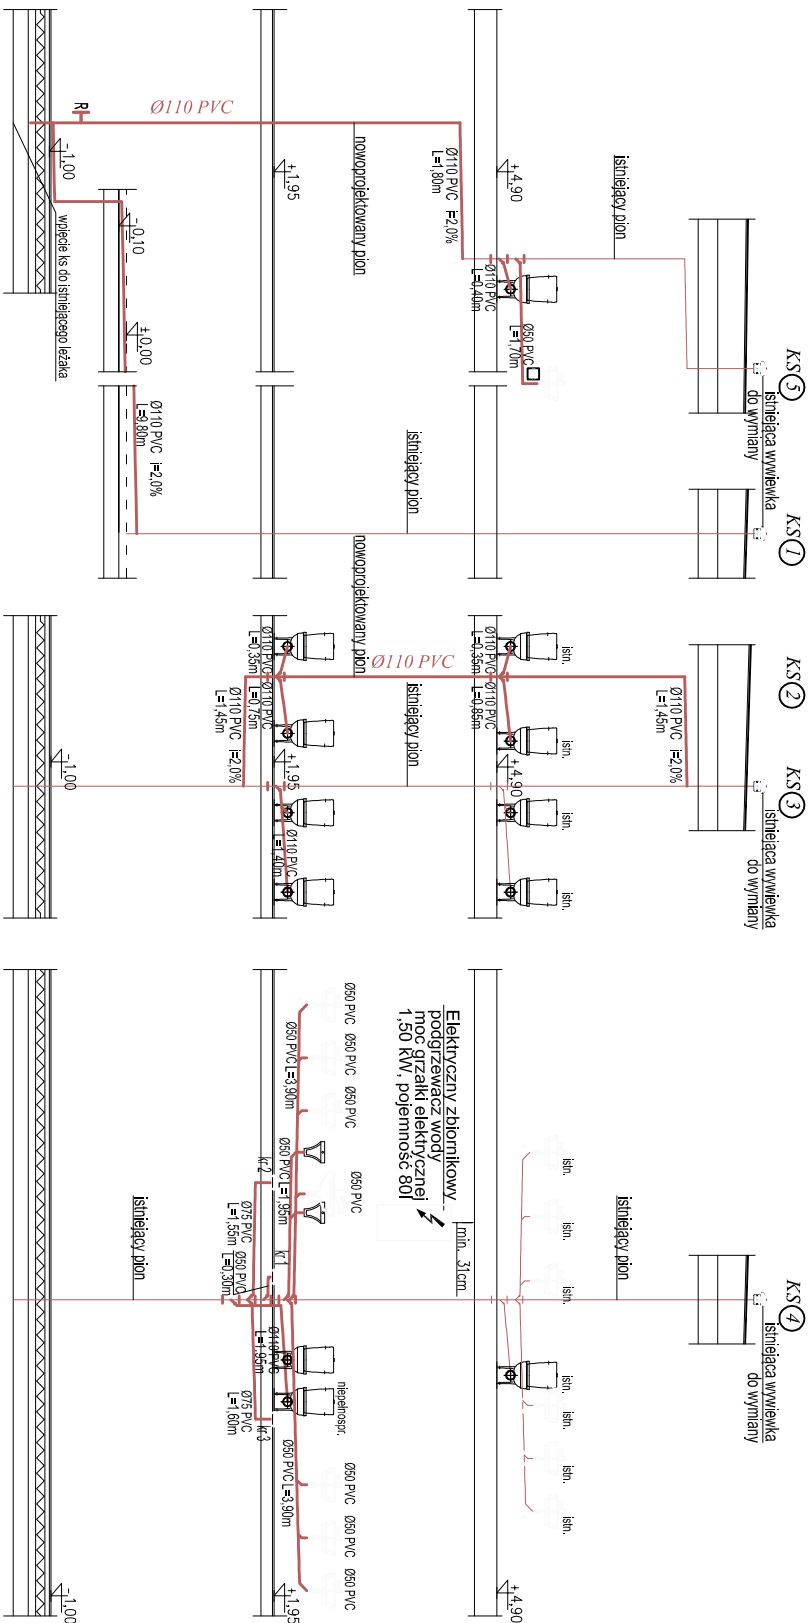 KS 5
istniejąca wywiewka
do wymiany
istniejący pion
+4,90
Ø110 PVC i=2,0%
L=1,80m
Ø110 PVC
L=0,40m
Ø50 PVC
L=1,70m
nowoprojektowany pion
+1,95
Ø110 PVC
R
-1,00
-0,10
±0,00
wpięcie ks do istniejącego leżaka
KS 1
istniejący pion
Ø110 PVC i=2,0%
L=9,80m
KS 2
Ø110 PVC i=2,0%
L=1,45m
istn.
istn.
Ø110 PVC
L=0,35m
Ø110 PVC
L=0,85m
Ø110 PVC
nowoprojektowany pion
Ø110 PVC
L=0,35m
Ø110 PVC
L=0,75m
Ø110 PVC i=2,0%
L=1,45m
KS 3
istniejąca wywiewka
do wymiany
istn.
istn.
+4,90
istniejący pion
+1,95
Ø110 PVC
L=1,40m
-1,00
KS 4
istniejąca wywiewka
do wymiany
istniejący pion
istn.
istn.
istn.
istn.
istn.
istn.
istn.
+4,90
min. 31cm
Elektryczny zbiornikowy
podgrzewacz wody
moc grzałki elektrycznej
1,50 kW, pojemność 80l
Ø50 PVC
Ø50 PVC
Ø50 PVC
Ø50 PVC
Ø50 PVC
Ø50 PVC
Ø50 PVC
niepełnospr.
Ø50 PVC L=3,90m
Ø50 PVC L=1,95m
Ø50 PVC L=3,90m
kr2
kr1
kr3
Ø75 PVC
L=1,55m
Ø50 PVC
L=0,30m
Ø110 PVC
L=1,95m
Ø75 PVC
L=1,60m
+1,95
istniejący pion
-1,00